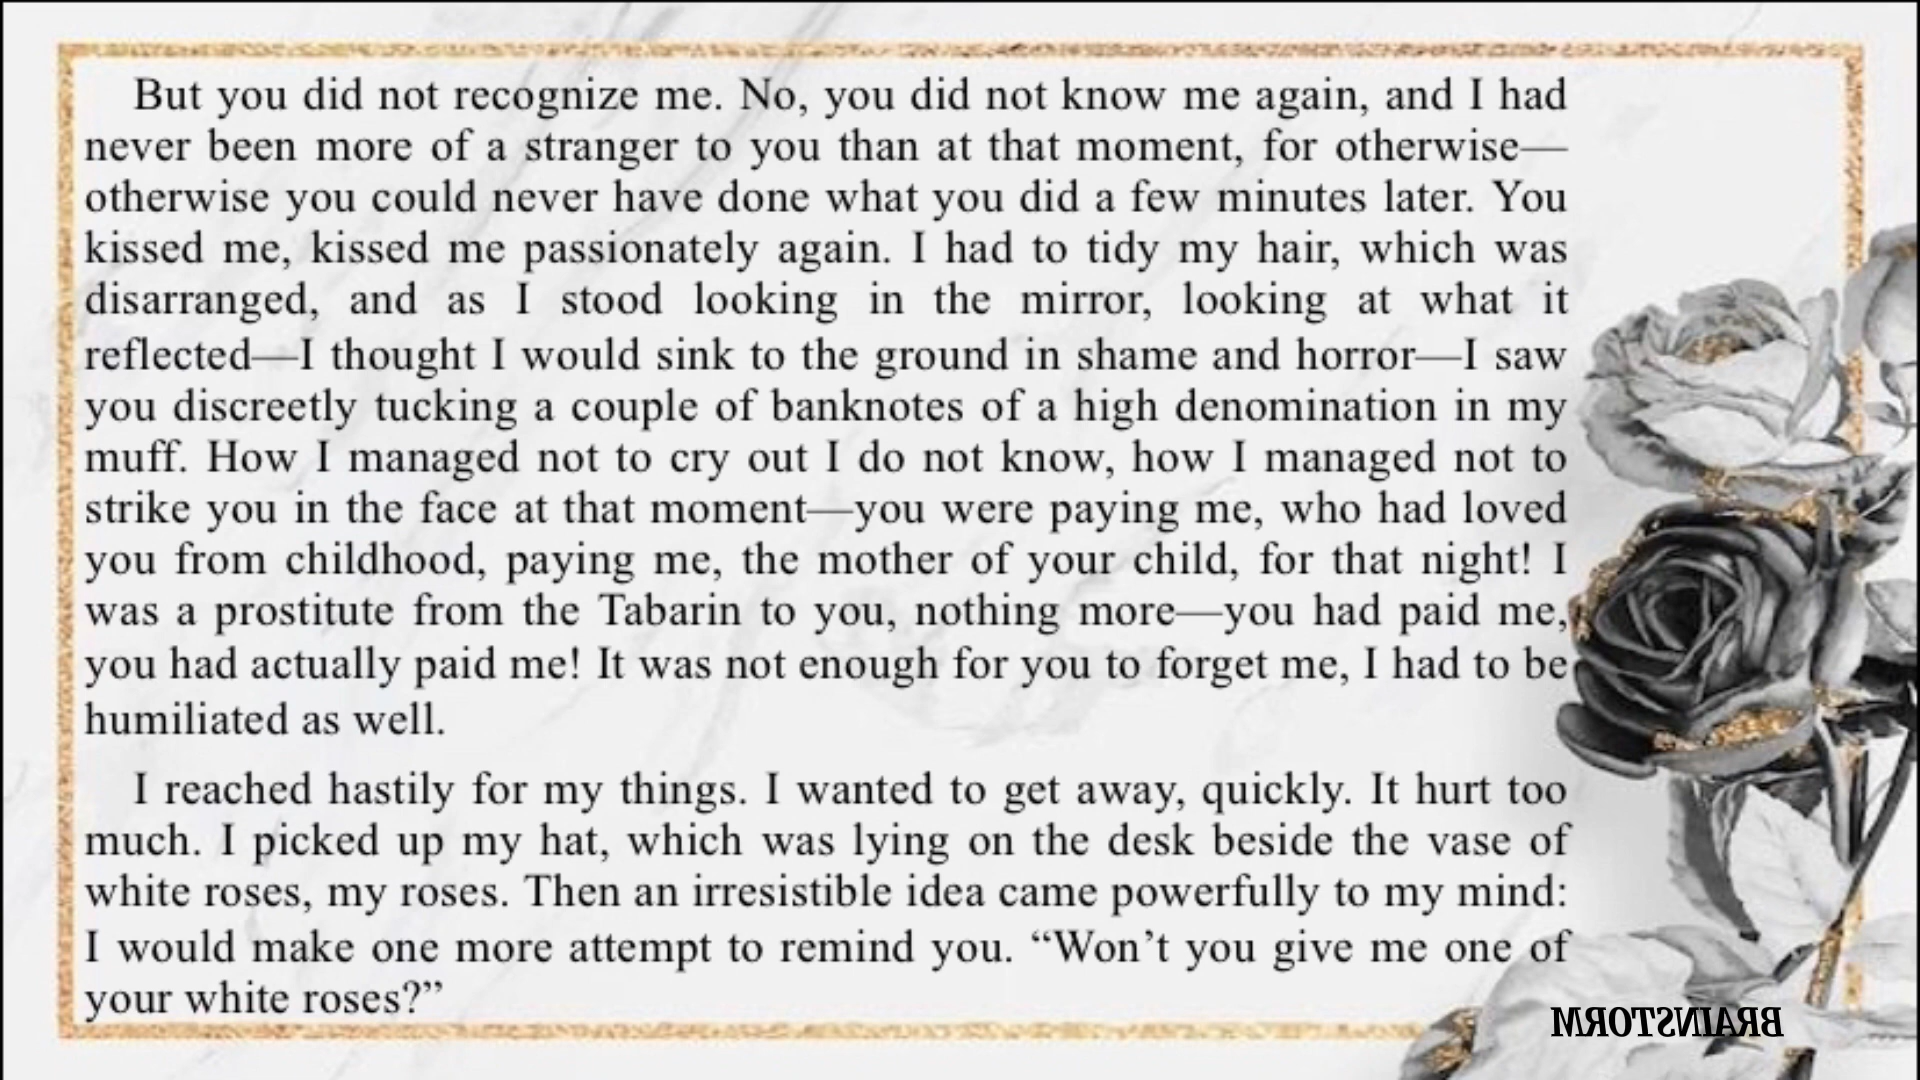 But you did not recognize me. No, you did not know me again, and I had
never been more of a stranger to you than at that moment, for otherwise—
otherwise you could never have done what you did a few minutes later. You
kissed me, kissed me passionately again. I had to tidy my hair, which was
disarranged, and as I stood looking in the mirror, looking at what it
reflected—I thought I would sink to the ground in shame and horror—I saw
you discreetly tucking a couple of banknotes of a high denomination in my
muff. How I managed not to cry out I do not know, how I managed not to
strike you in the face at that moment—you were paying me, who had loved
you from childhood, paying me, the mother of your child, for that night! I
was a prostitute from the Tabarin to you, nothing more—you had paid me,
you had actually paid me! It was not enough for you to forget me, I had to be
humiliated as well.
I reached hastily for my things. I wanted to get away, quickly. It hurt too
much. I picked up my hat, which was lying on the desk beside the vase of
white roses, my roses. Then an irresistible idea came powerfully to my mind:
I would make one more attempt to remind you. “Won’t you give me one of
your white roses?”
BRAINSTORM